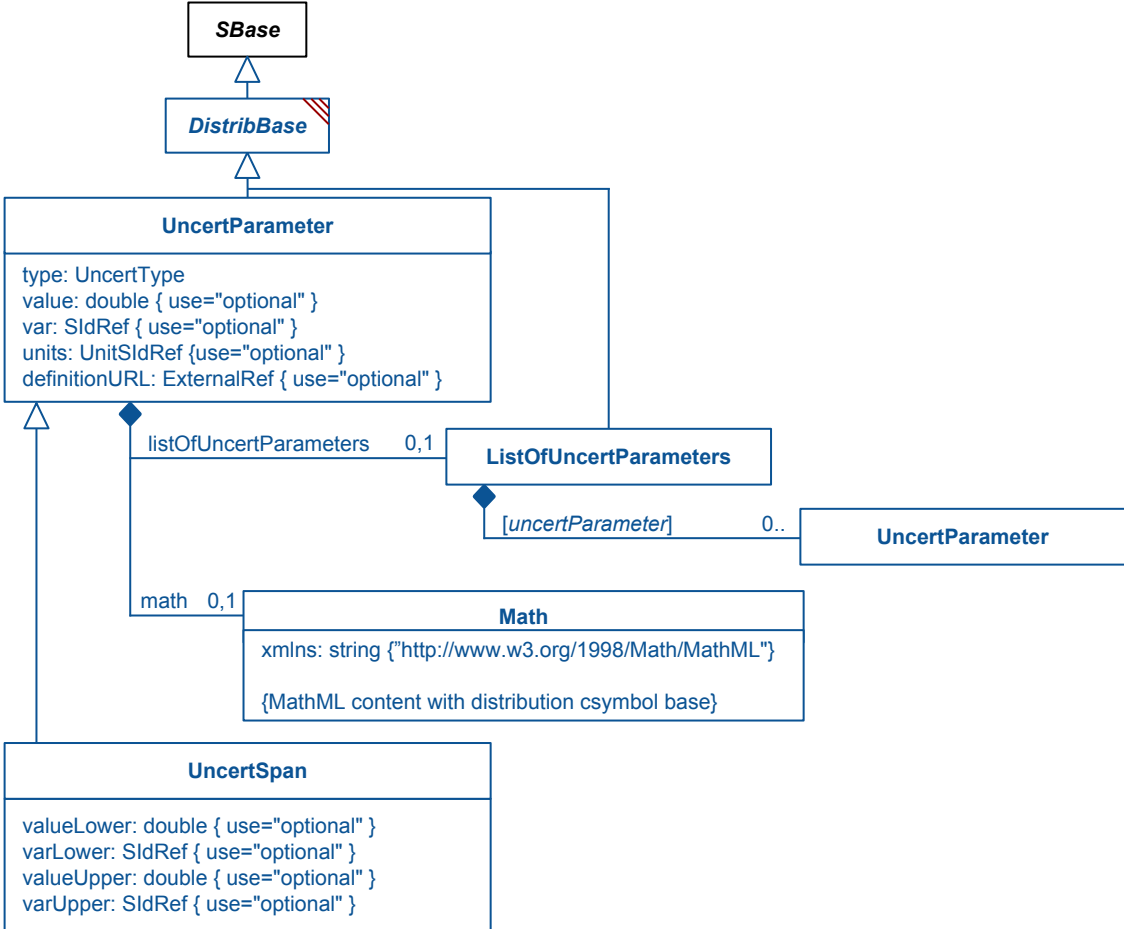 SBase
DistribBase
UncertParameter
type: UncertType
value: double { use="optional" }
var: SIdRef { use="optional" }
units: UnitSIdRef {use="optional" }
definitionURL: ExternalRef { use="optional" }
listOfUncertParameters 0,1
ListOfUncertParameters
[uncertParameter] 0..
UncertParameter
math 0,1
Math
xmlns: string {”http://www.w3.org/1998/Math/MathML"}
{MathML content with distribution csymbol base}
UncertSpan
valueLower: double { use="optional" }
varLower: SIdRef { use="optional" }
valueUpper: double { use="optional" }
varUpper: SIdRef { use="optional" }